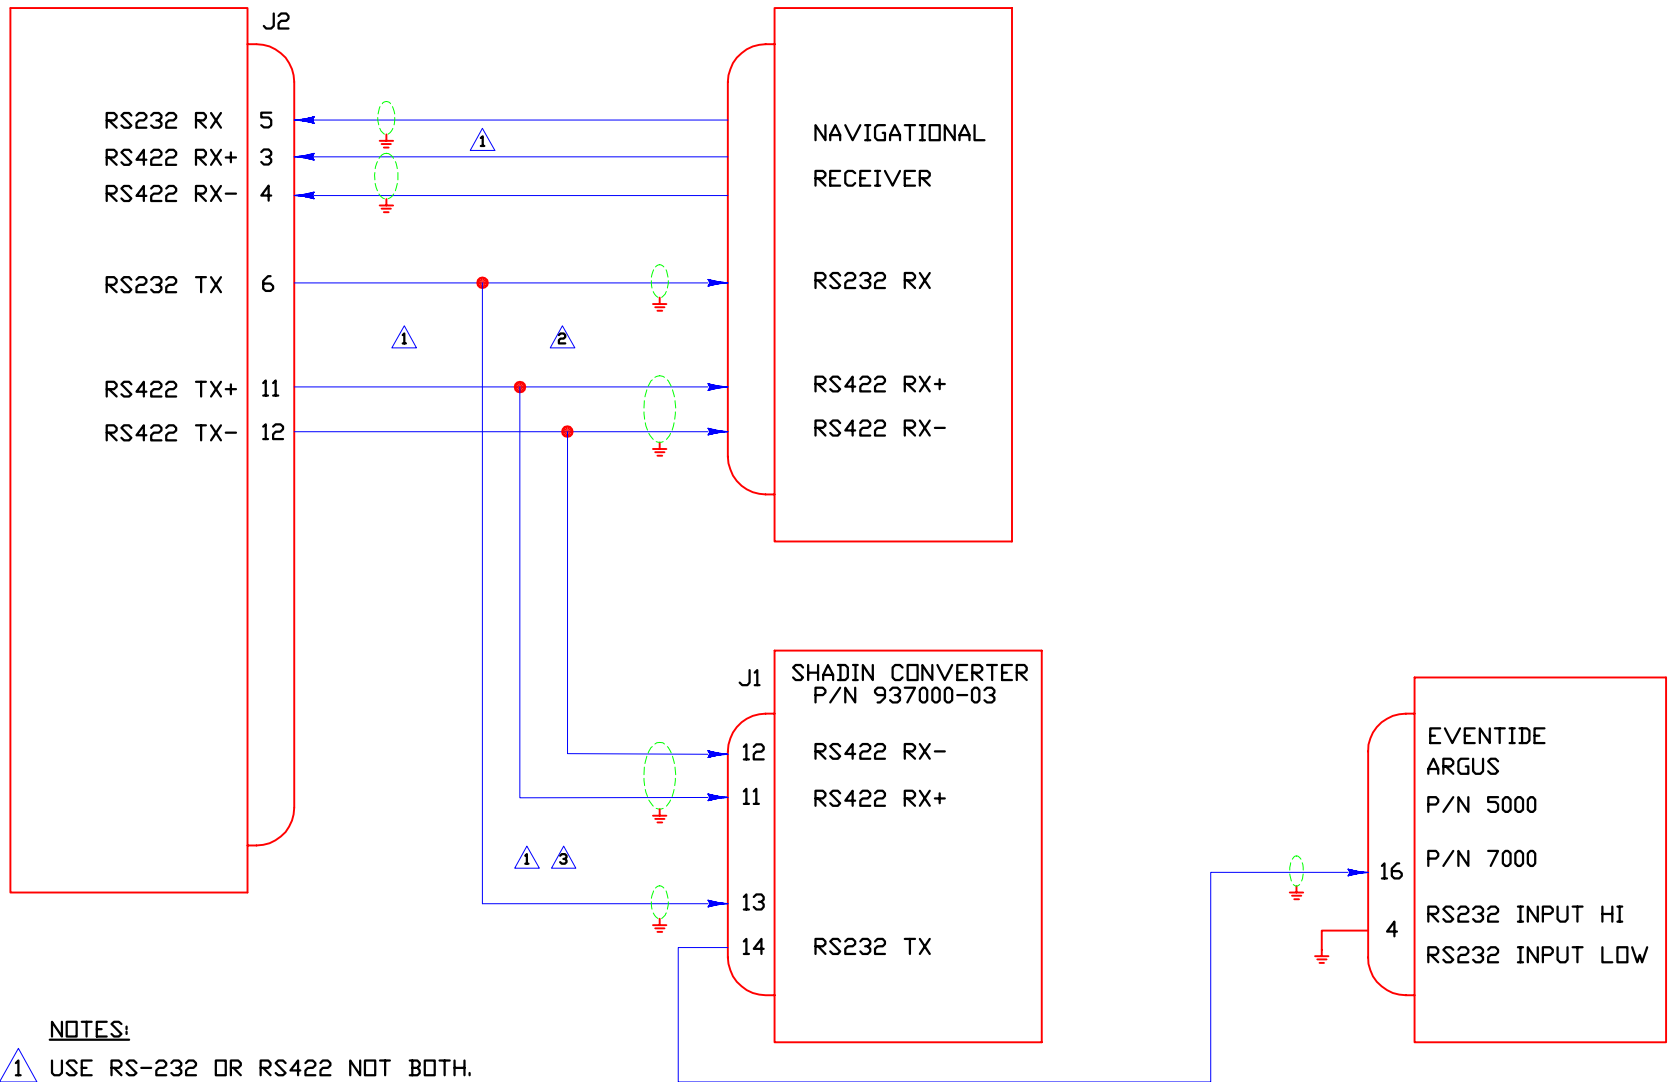 J2
RS232 RX 5
RS422 RX+ 3
RS422 RX- 4
RS232 TX 6
RS422 TX+ 11
RS422 TX- 12
1
1
2
NAVIGATIONAL
RECEIVER
RS232 RX
RS422 RX+
RS422 RX-
J1
SHADIN CONVERTER
P/N 937000-03
12 RS422 RX-
11 RS422 RX+
1 3
13
14 RS232 TX
EVENTIDE
ARGUS
P/N 5000
P/N 7000
16
RS232 INPUT HI
4
RS232 INPUT LOW
NOTES:
1 USE RS-232 OR RS422 NOT BOTH.